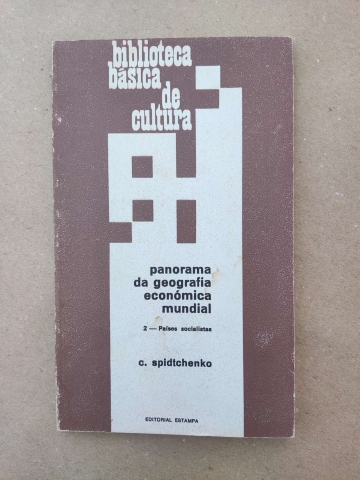 biblioteca
básica
de
cultura
panorama
da geografia
económica
mundial
2 — Países socialistas
c. spidtchenko
EDITORIAL ESTAMPA